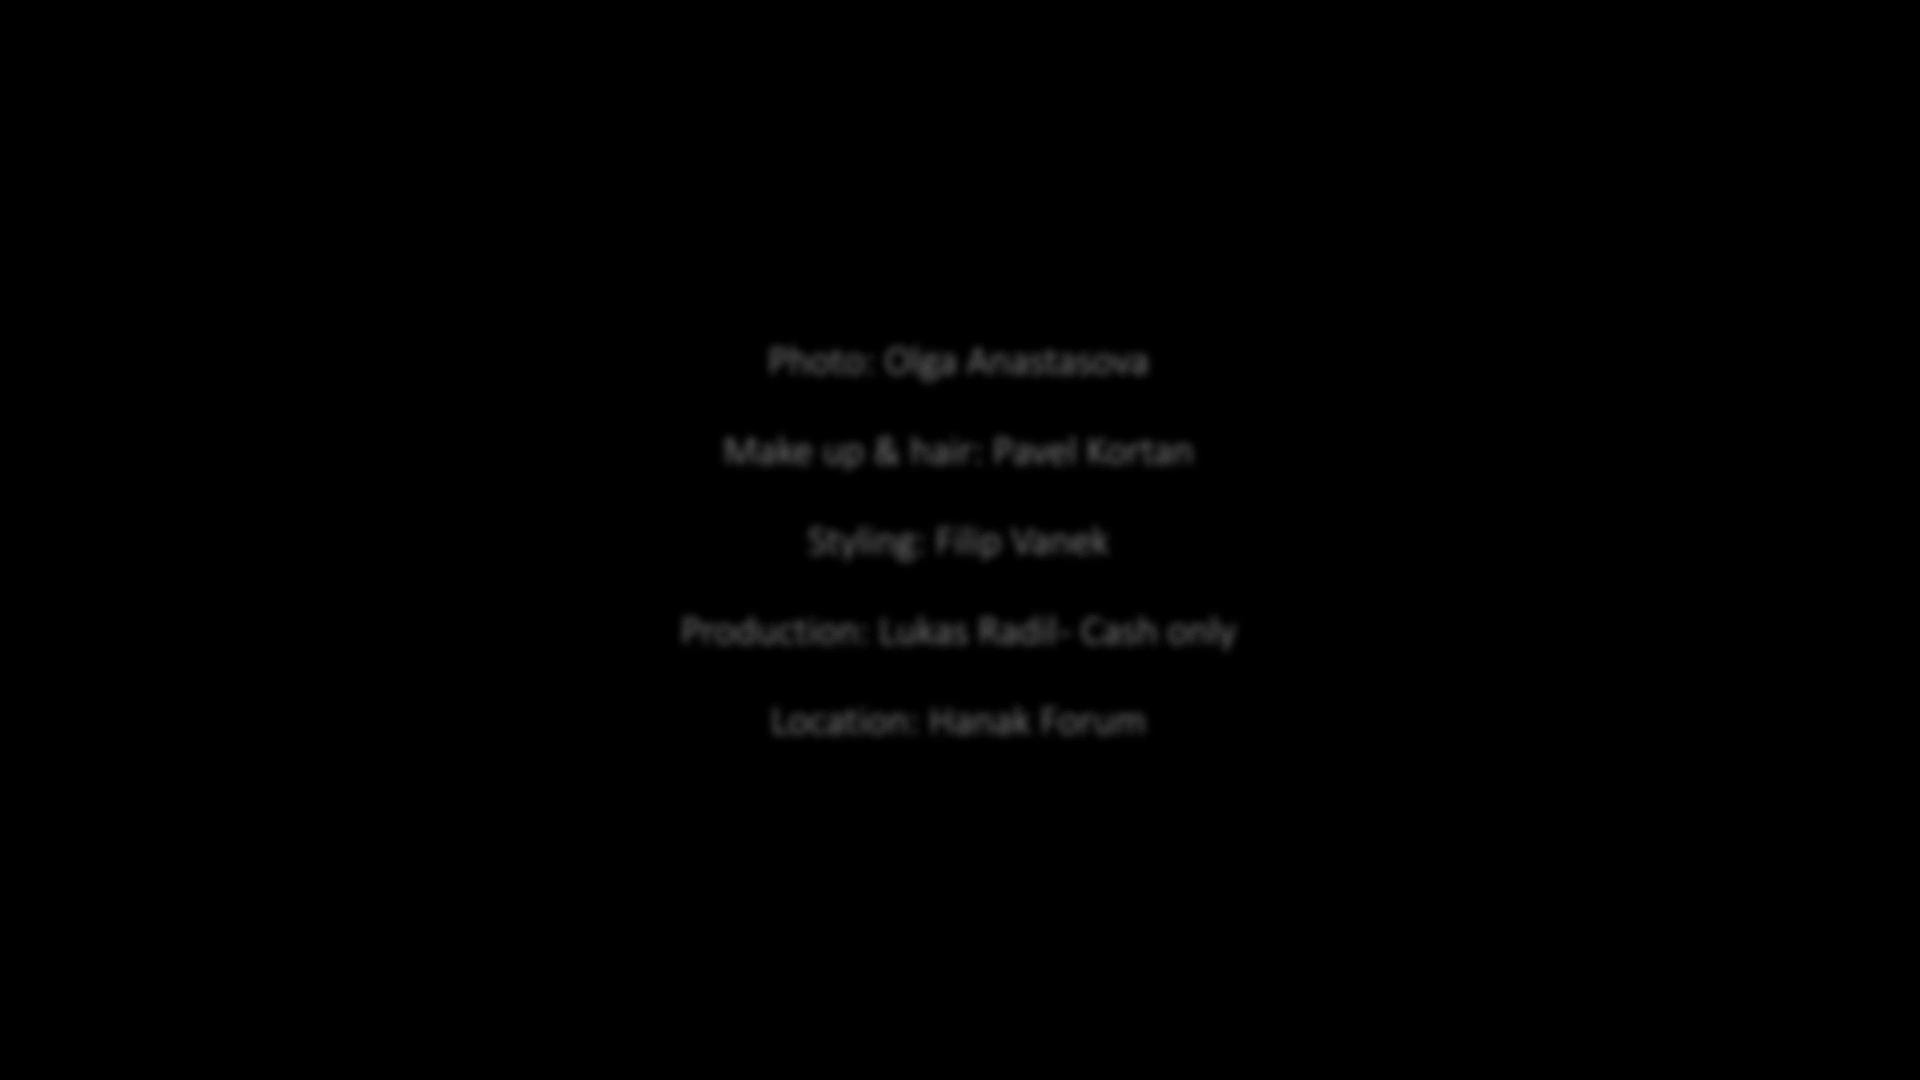 Photo: Olga Anastasova
Make up & hair: Pavel Kortan
Styling: Filip Vanek
Production: Lukas Radil- Cash only
Location: Hanak Forum